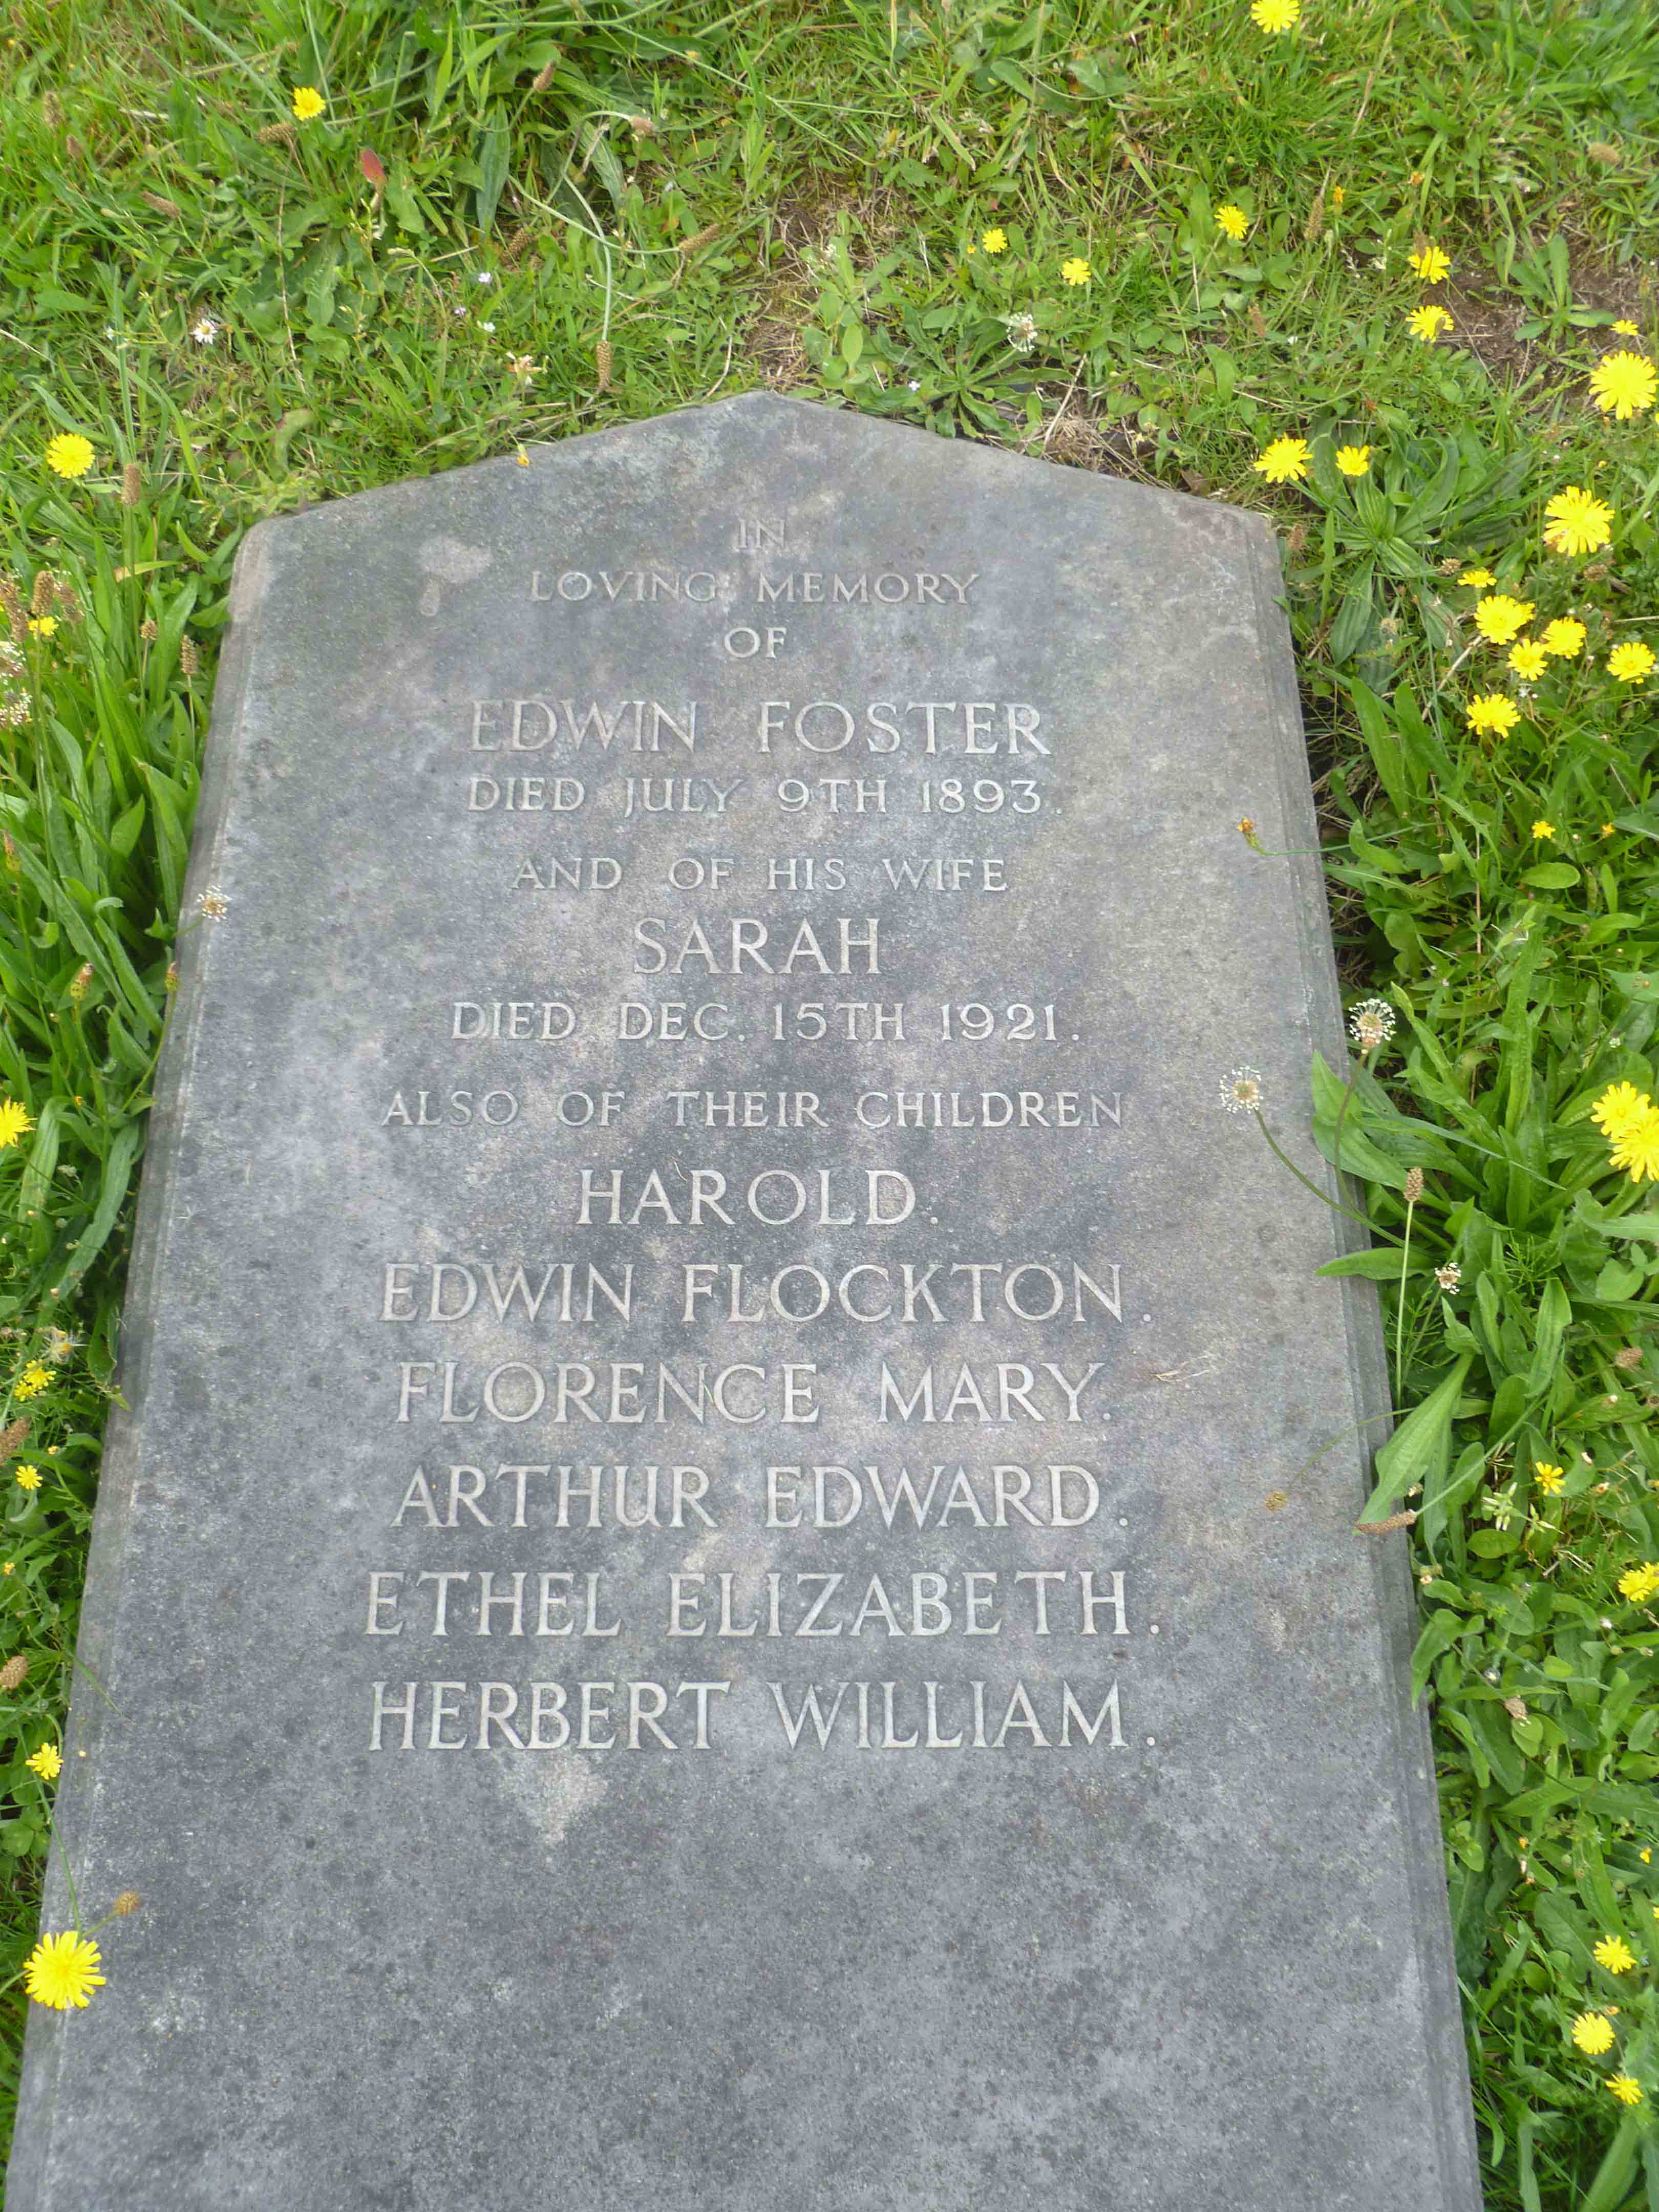 IN
LOVING MEMORY
OF
EDWIN FOSTER
DIED JULY 9TH 1893.
AND OF HIS WIFE
SARAH
DIED DEC. 15TH 1921.
ALSO OF THEIR CHILDREN
HAROLD.
EDWIN FLOCKTON.
FLORENCE MARY.
ARTHUR EDWARD.
ETHEL ELIZABETH.
HERBERT WILLIAM.